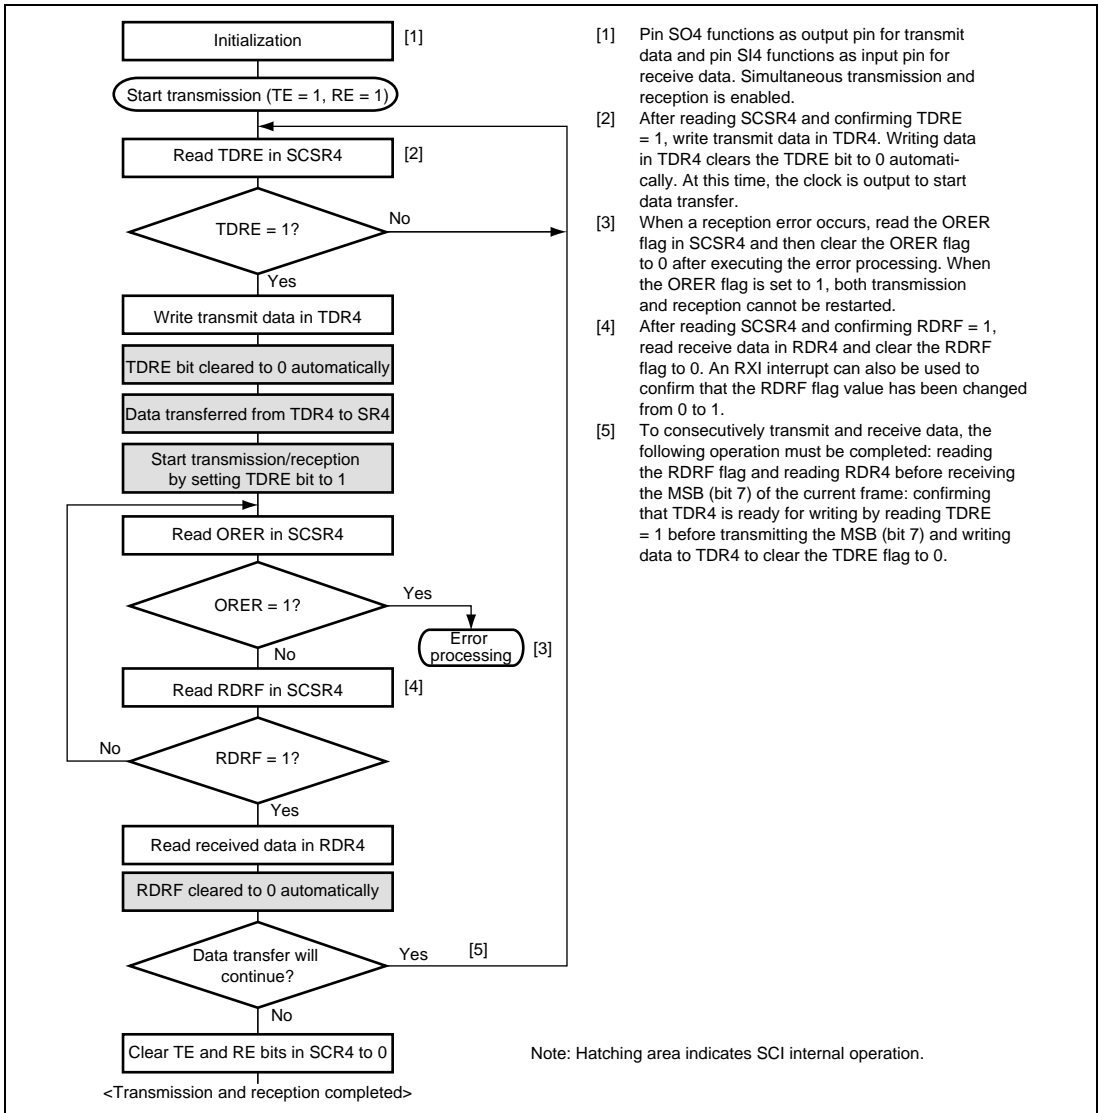 Initialization
[1]
Start transmission (TE = 1, RE = 1)
Read TDRE in SCSR4
[2]
TDRE = 1?
No
Yes
Write transmit data in TDR4
TDRE bit cleared to 0 automatically
Data transferred from TDR4 to SR4
Start transmission/reception
by setting TDRE bit to 1
Read ORER in SCSR4
ORER = 1?
Yes
Error
processing
[3]
No
Read RDRF in SCSR4
[4]
No
RDRF = 1?
Yes
Read received data in RDR4
RDRF cleared to 0 automatically
Data transfer will
continue?
Yes
[5]
No
Clear TE and RE bits in SCR4 to 0
<Transmission and reception completed>
[1] Pin SO4 functions as output pin for transmit
data and pin SI4 functions as input pin for
receive data. Simultaneous transmission and
reception is enabled.
[2] After reading SCSR4 and confirming TDRE
= 1, write transmit data in TDR4. Writing data
in TDR4 clears the TDRE bit to 0 automati-
cally. At this time, the clock is output to start
data transfer.
[3] When a reception error occurs, read the ORER
flag in SCSR4 and then clear the ORER flag
to 0 after executing the error processing. When
the ORER flag is set to 1, both transmission
and reception cannot be restarted.
[4] After reading SCSR4 and confirming RDRF = 1,
read receive data in RDR4 and clear the RDRF
flag to 0. An RXI interrupt can also be used to
confirm that the RDRF flag value has been changed
from 0 to 1.
[5] To consecutively transmit and receive data, the
following operation must be completed: reading
the RDRF flag and reading RDR4 before receiving
the MSB (bit 7) of the current frame: confirming
that TDR4 is ready for writing by reading TDRE
= 1 before transmitting the MSB (bit 7) and writing
data to TDR4 to clear the TDRE flag to 0.
Note: Hatching area indicates SCI internal operation.